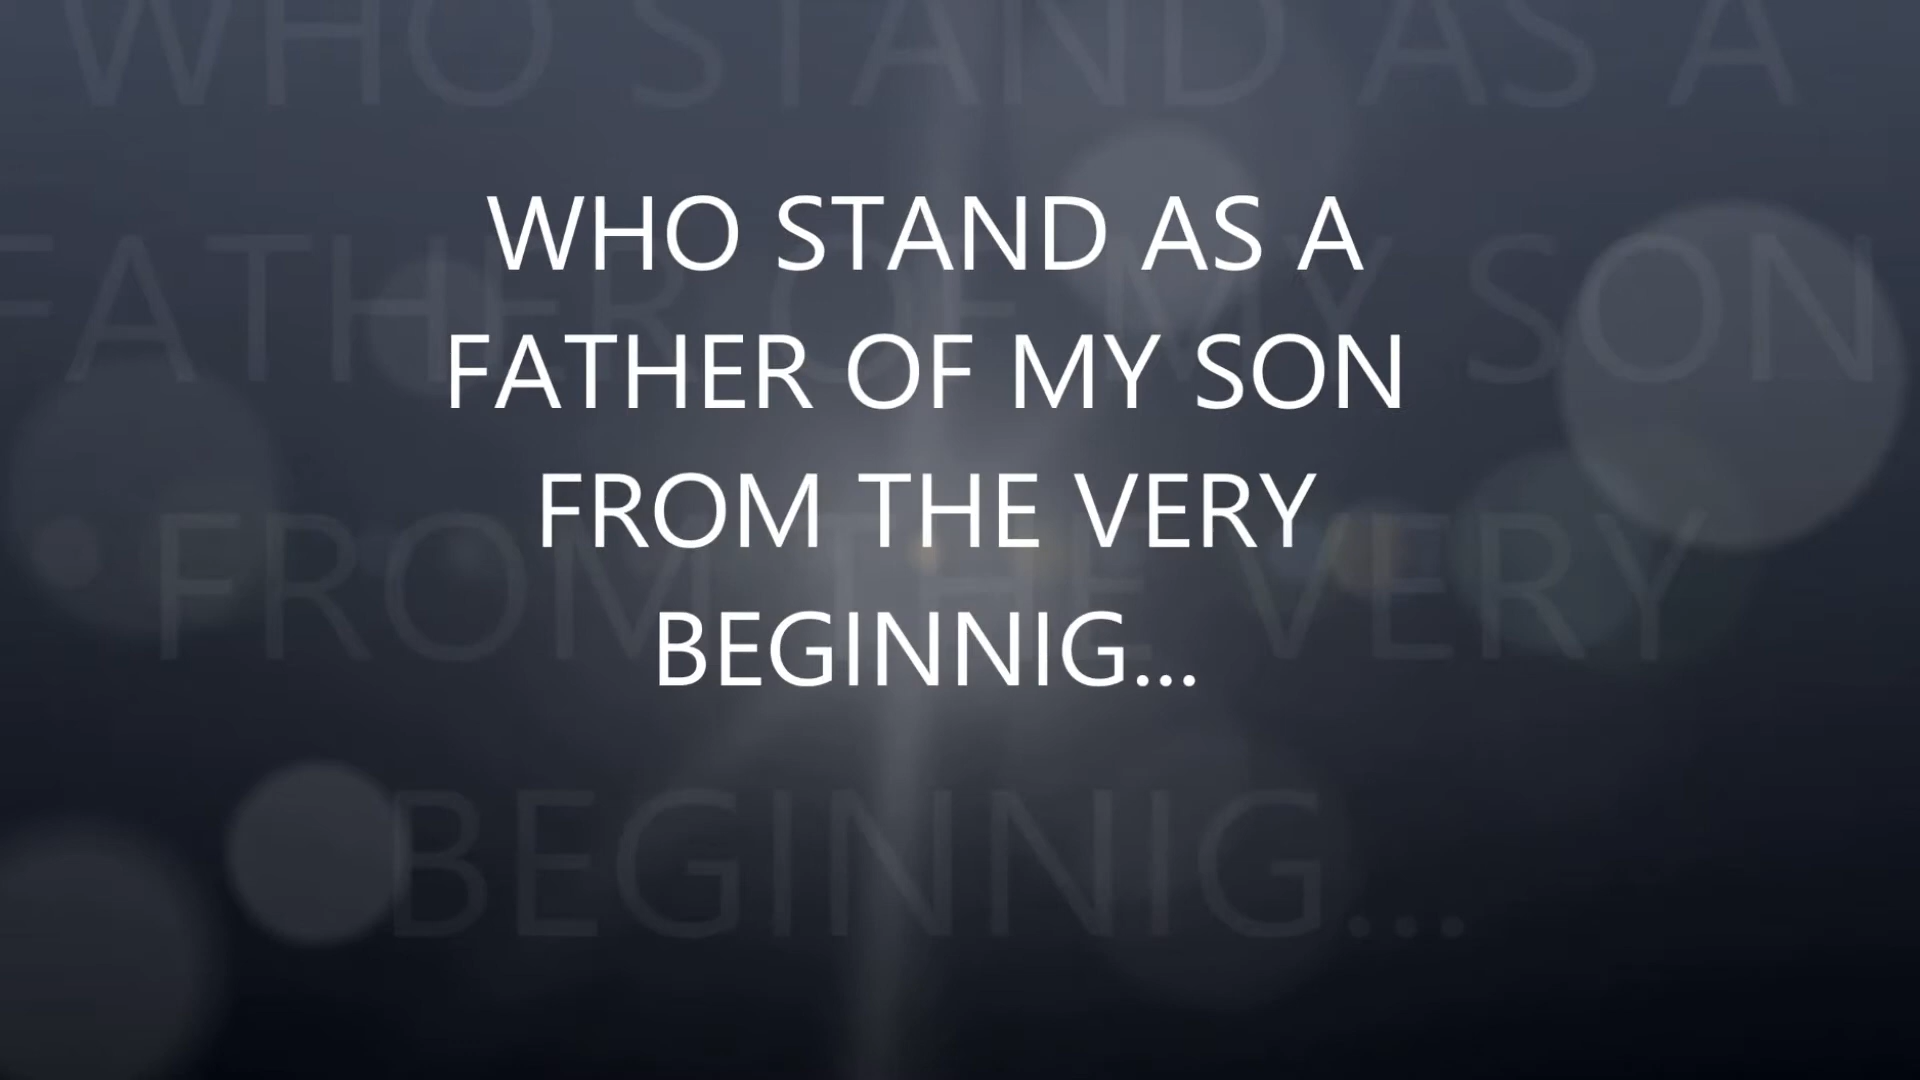 WHO STAND AS A
FATHER OF MY SON
FROM THE VERY
BEGINNIG...